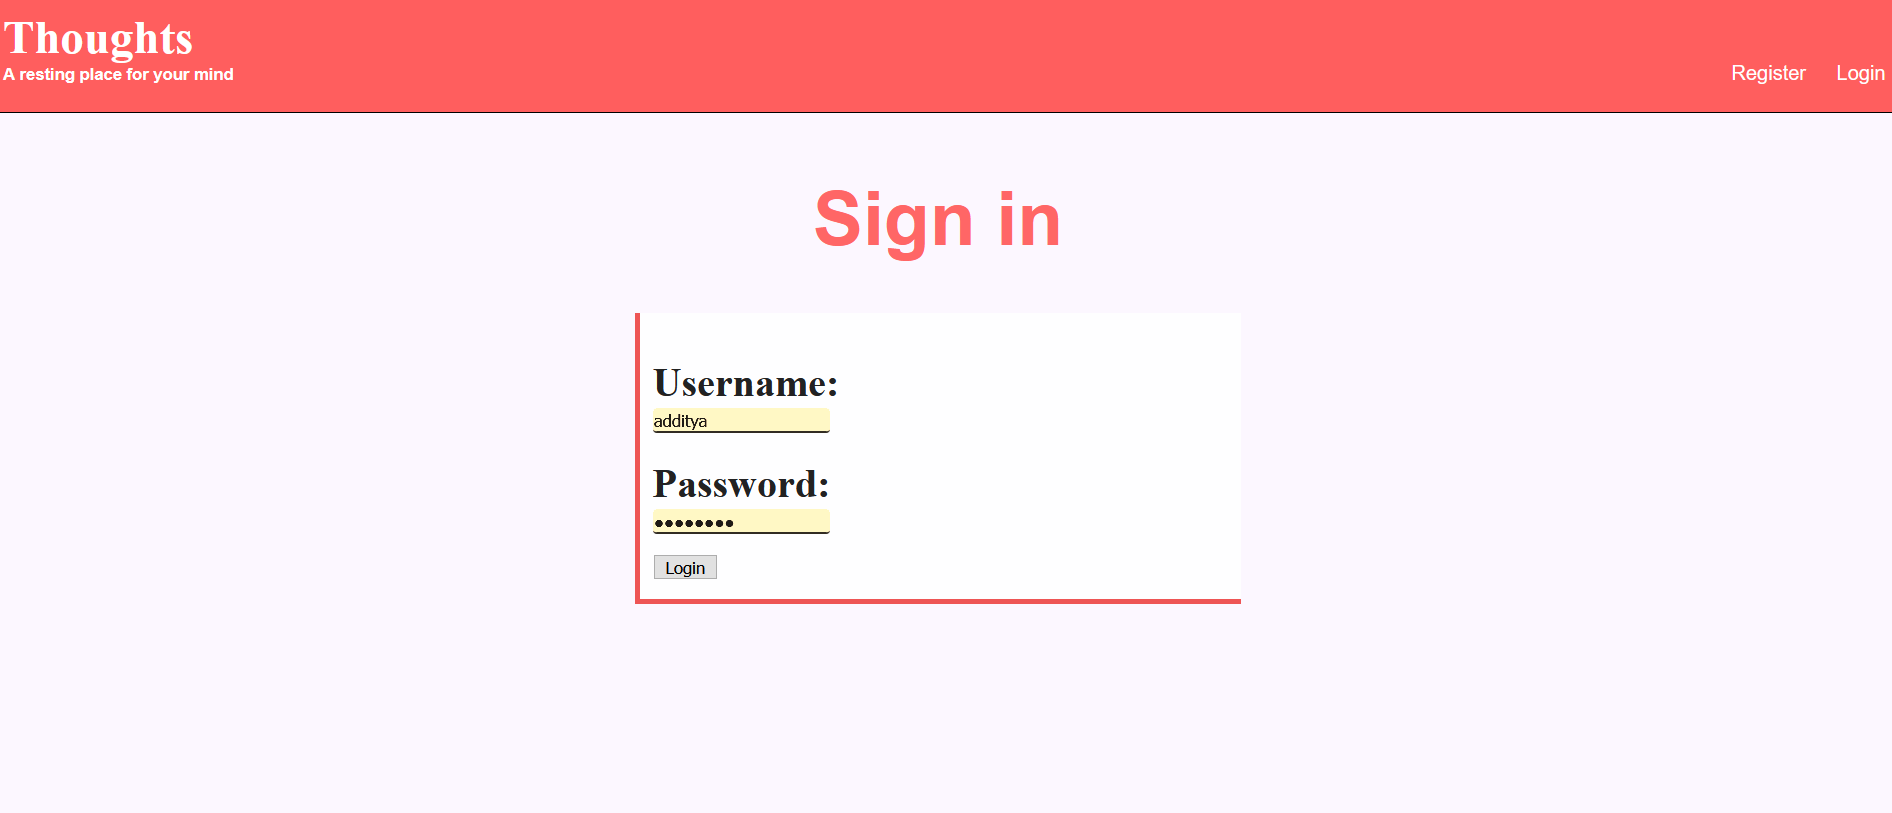 Thoughts
A resting place for your mind
Register Login
Sign in
Username:
additya
Password:
••••••••
Login